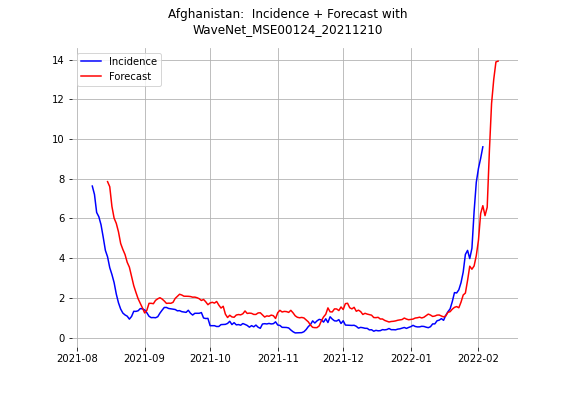 Afghanistan:  Incidence + Forecast with
WaveNet_MSE00124_20211210
Incidence
Forecast
14
12
10
8
6
4
2
0
2021-08 2021-09 2021-10 2021-11 2021-12 2022-01 2022-02